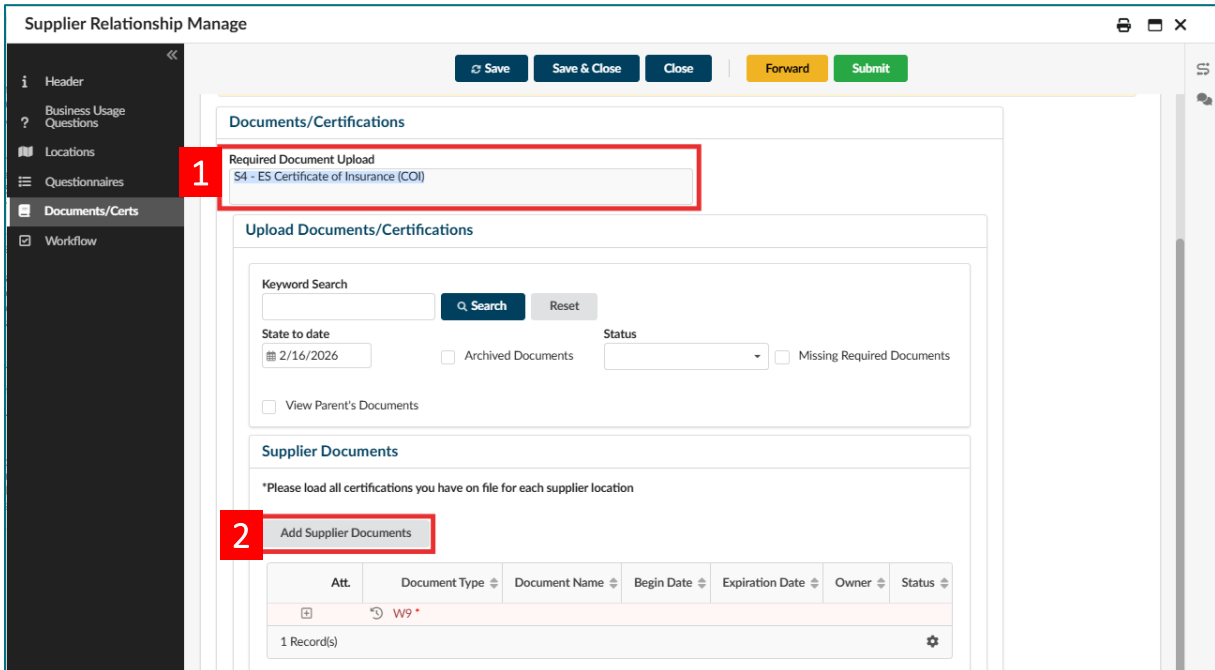 Supplier Relationship Manage
Save
Save & Close
Close
Forward
Submit
Header
Business Usage
Questions
Locations
Questionnaires
Documents/Certs
Workflow
Documents/Certifications
1
Required Document Upload
S4 - ES Certificate of Insurance (COI)
Upload Documents/Certifications
Keyword Search
Search
Reset
State to date
Status
2/16/2026
Archived Documents
Missing Required Documents
View Parent's Documents
Supplier Documents
*Please load all certifications you have on file for each supplier location
2
Add Supplier Documents
Att. Document Type Document Name Begin Date Expiration Date Owner Status
W9 *
1 Record(s)